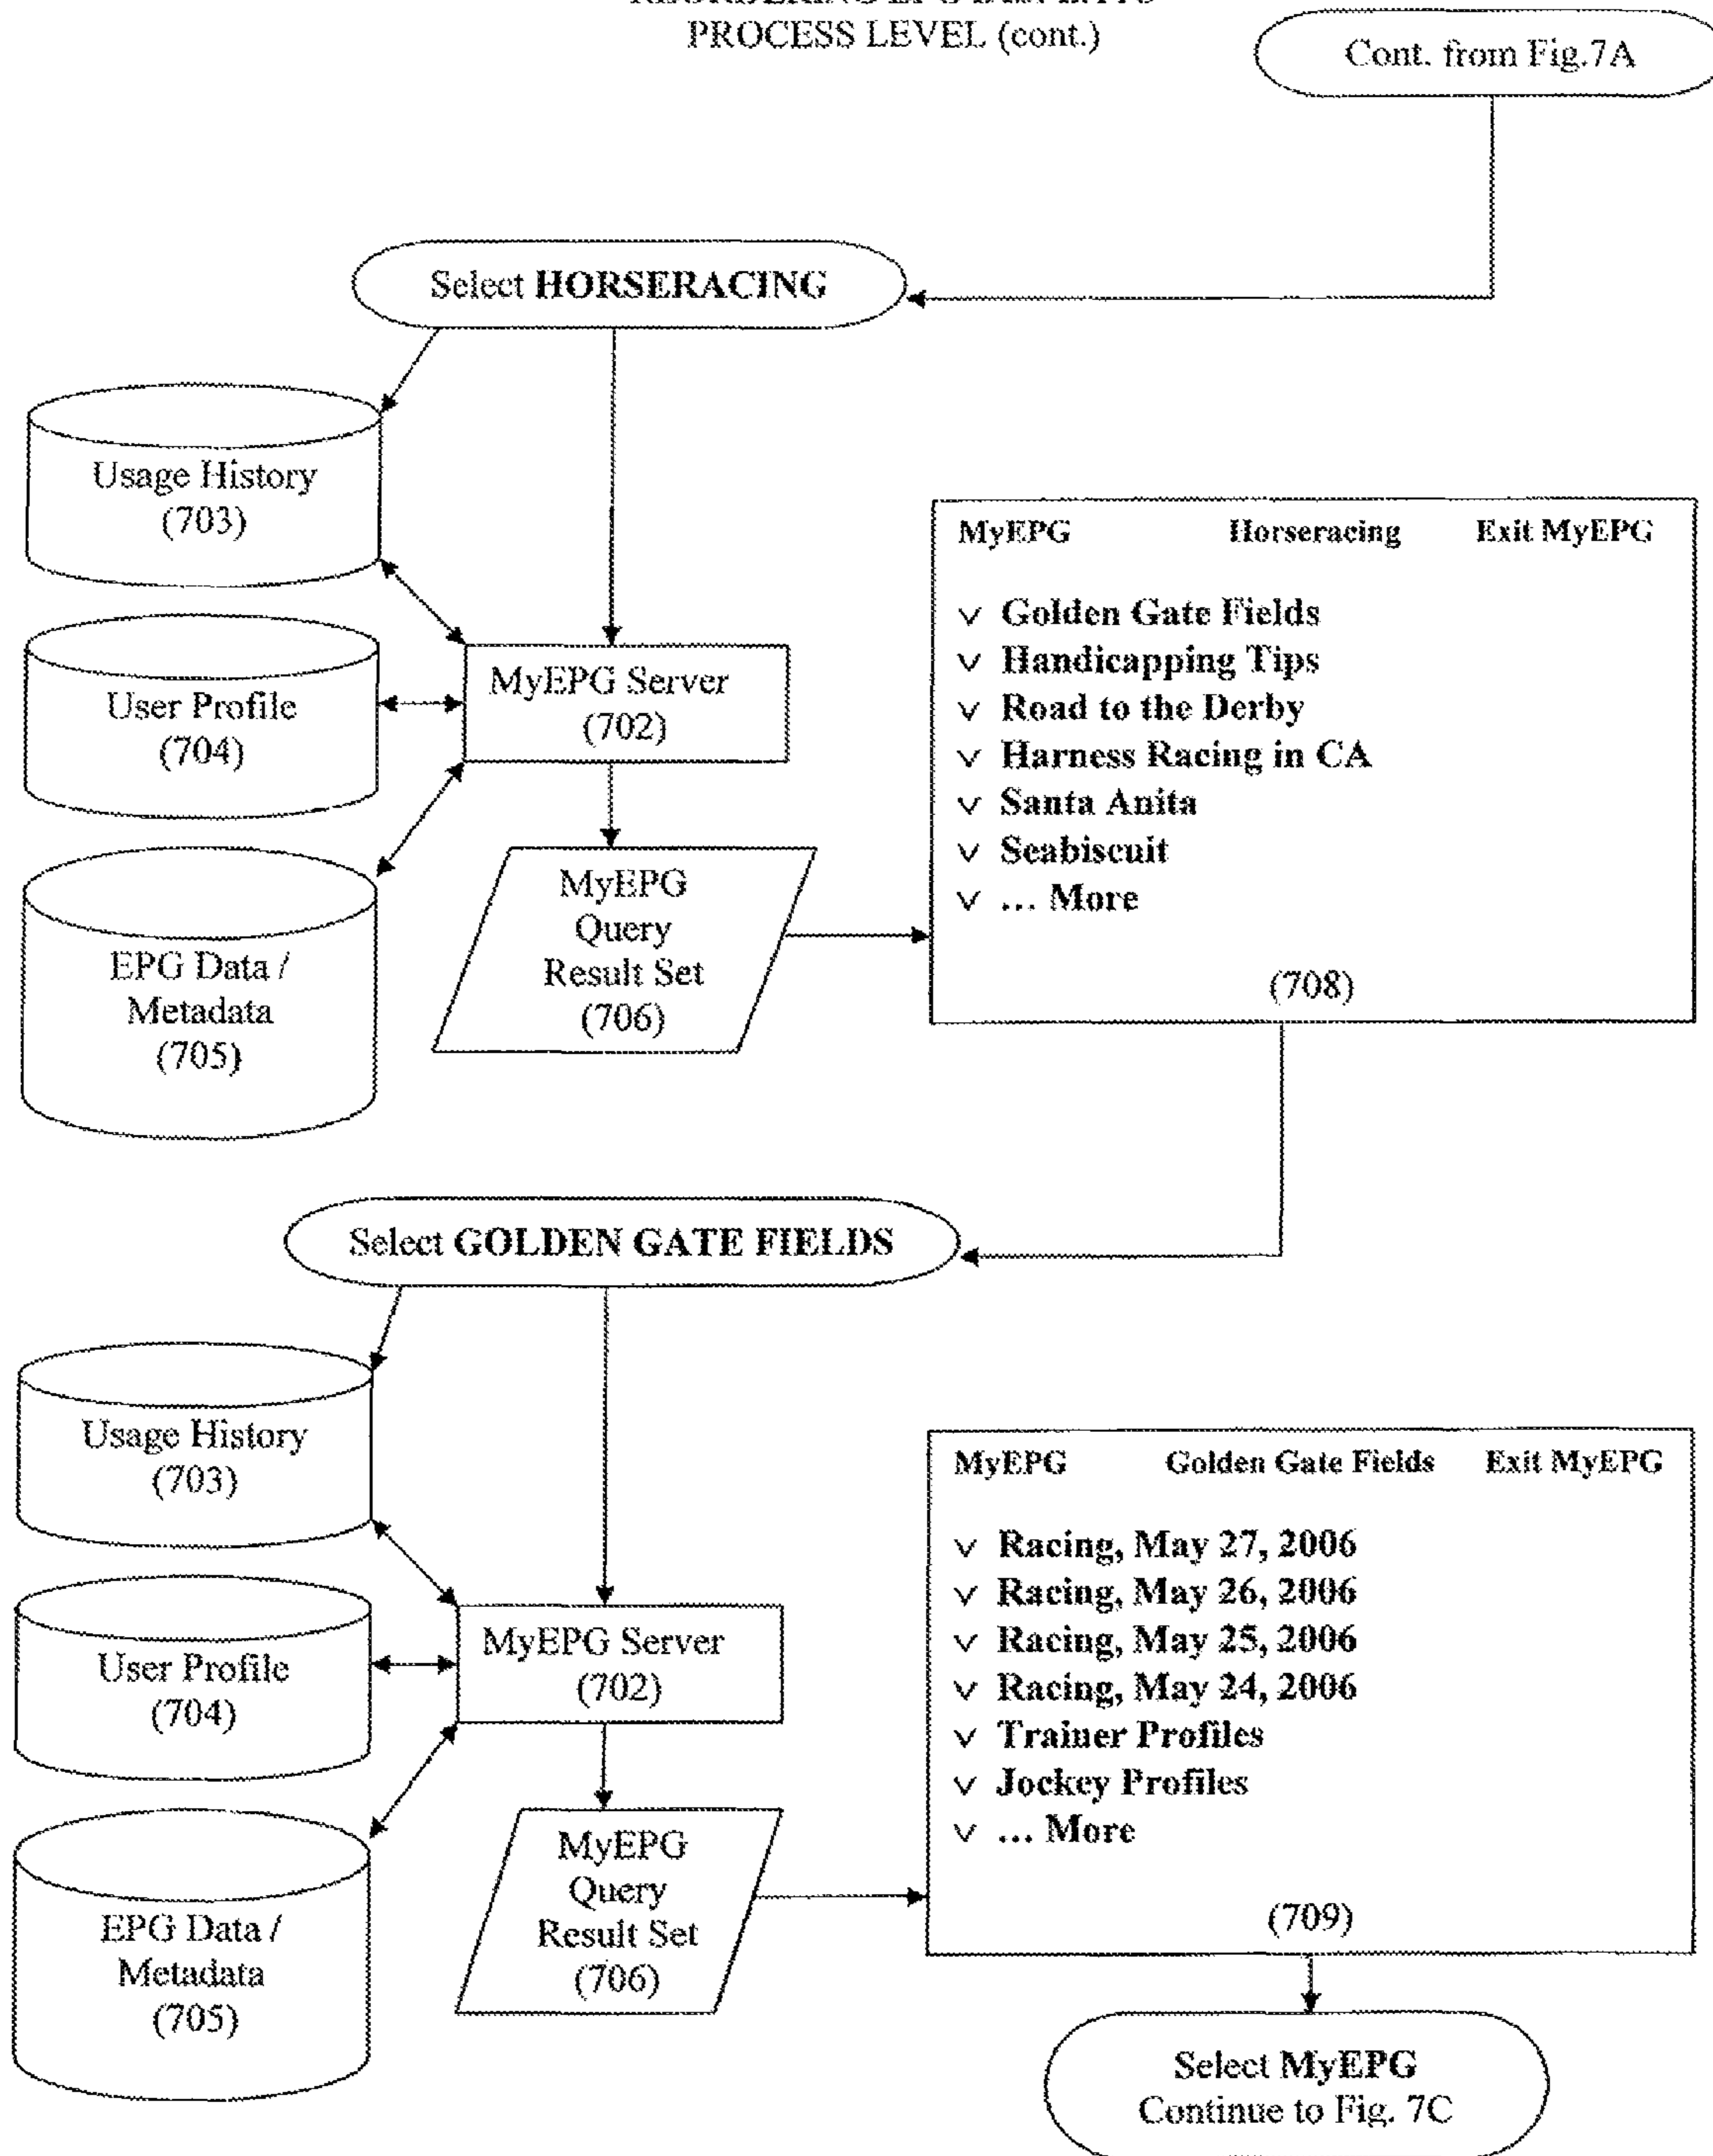 PROCESS LEVEL (cont.)
Cont. from Fig.7A
Select HORSERACING
Usage History
(703)
User Profile
(704)
EPG Data /
Metadata
(705)
MyEPG Server
(702)
MyEPG
Query
Result Set
(706)
MyEPG Horseracing Exit MyEPG
v Golden Gate Fields
v Handicapping Tips
v Road to the Derby
v Harness Racing in CA
v Santa Anita
v Seabiscuit
v ... More
(708)
Select GOLDEN GATE FIELDS
Usage History
(703)
User Profile
(704)
EPG Data /
Metadata
(705)
MyEPG Server
(702)
MyEPG
Query
Result Set
(706)
MyEPG Golden Gate Fields Exit MyEPG
v Racing, May 27, 2006
v Racing, May 26, 2006
v Racing, May 25, 2006
v Racing, May 24, 2006
v Trainer Profiles
v Jockey Profiles
v ... More
(709)
Select MyEPG
Continue to Fig. 7C